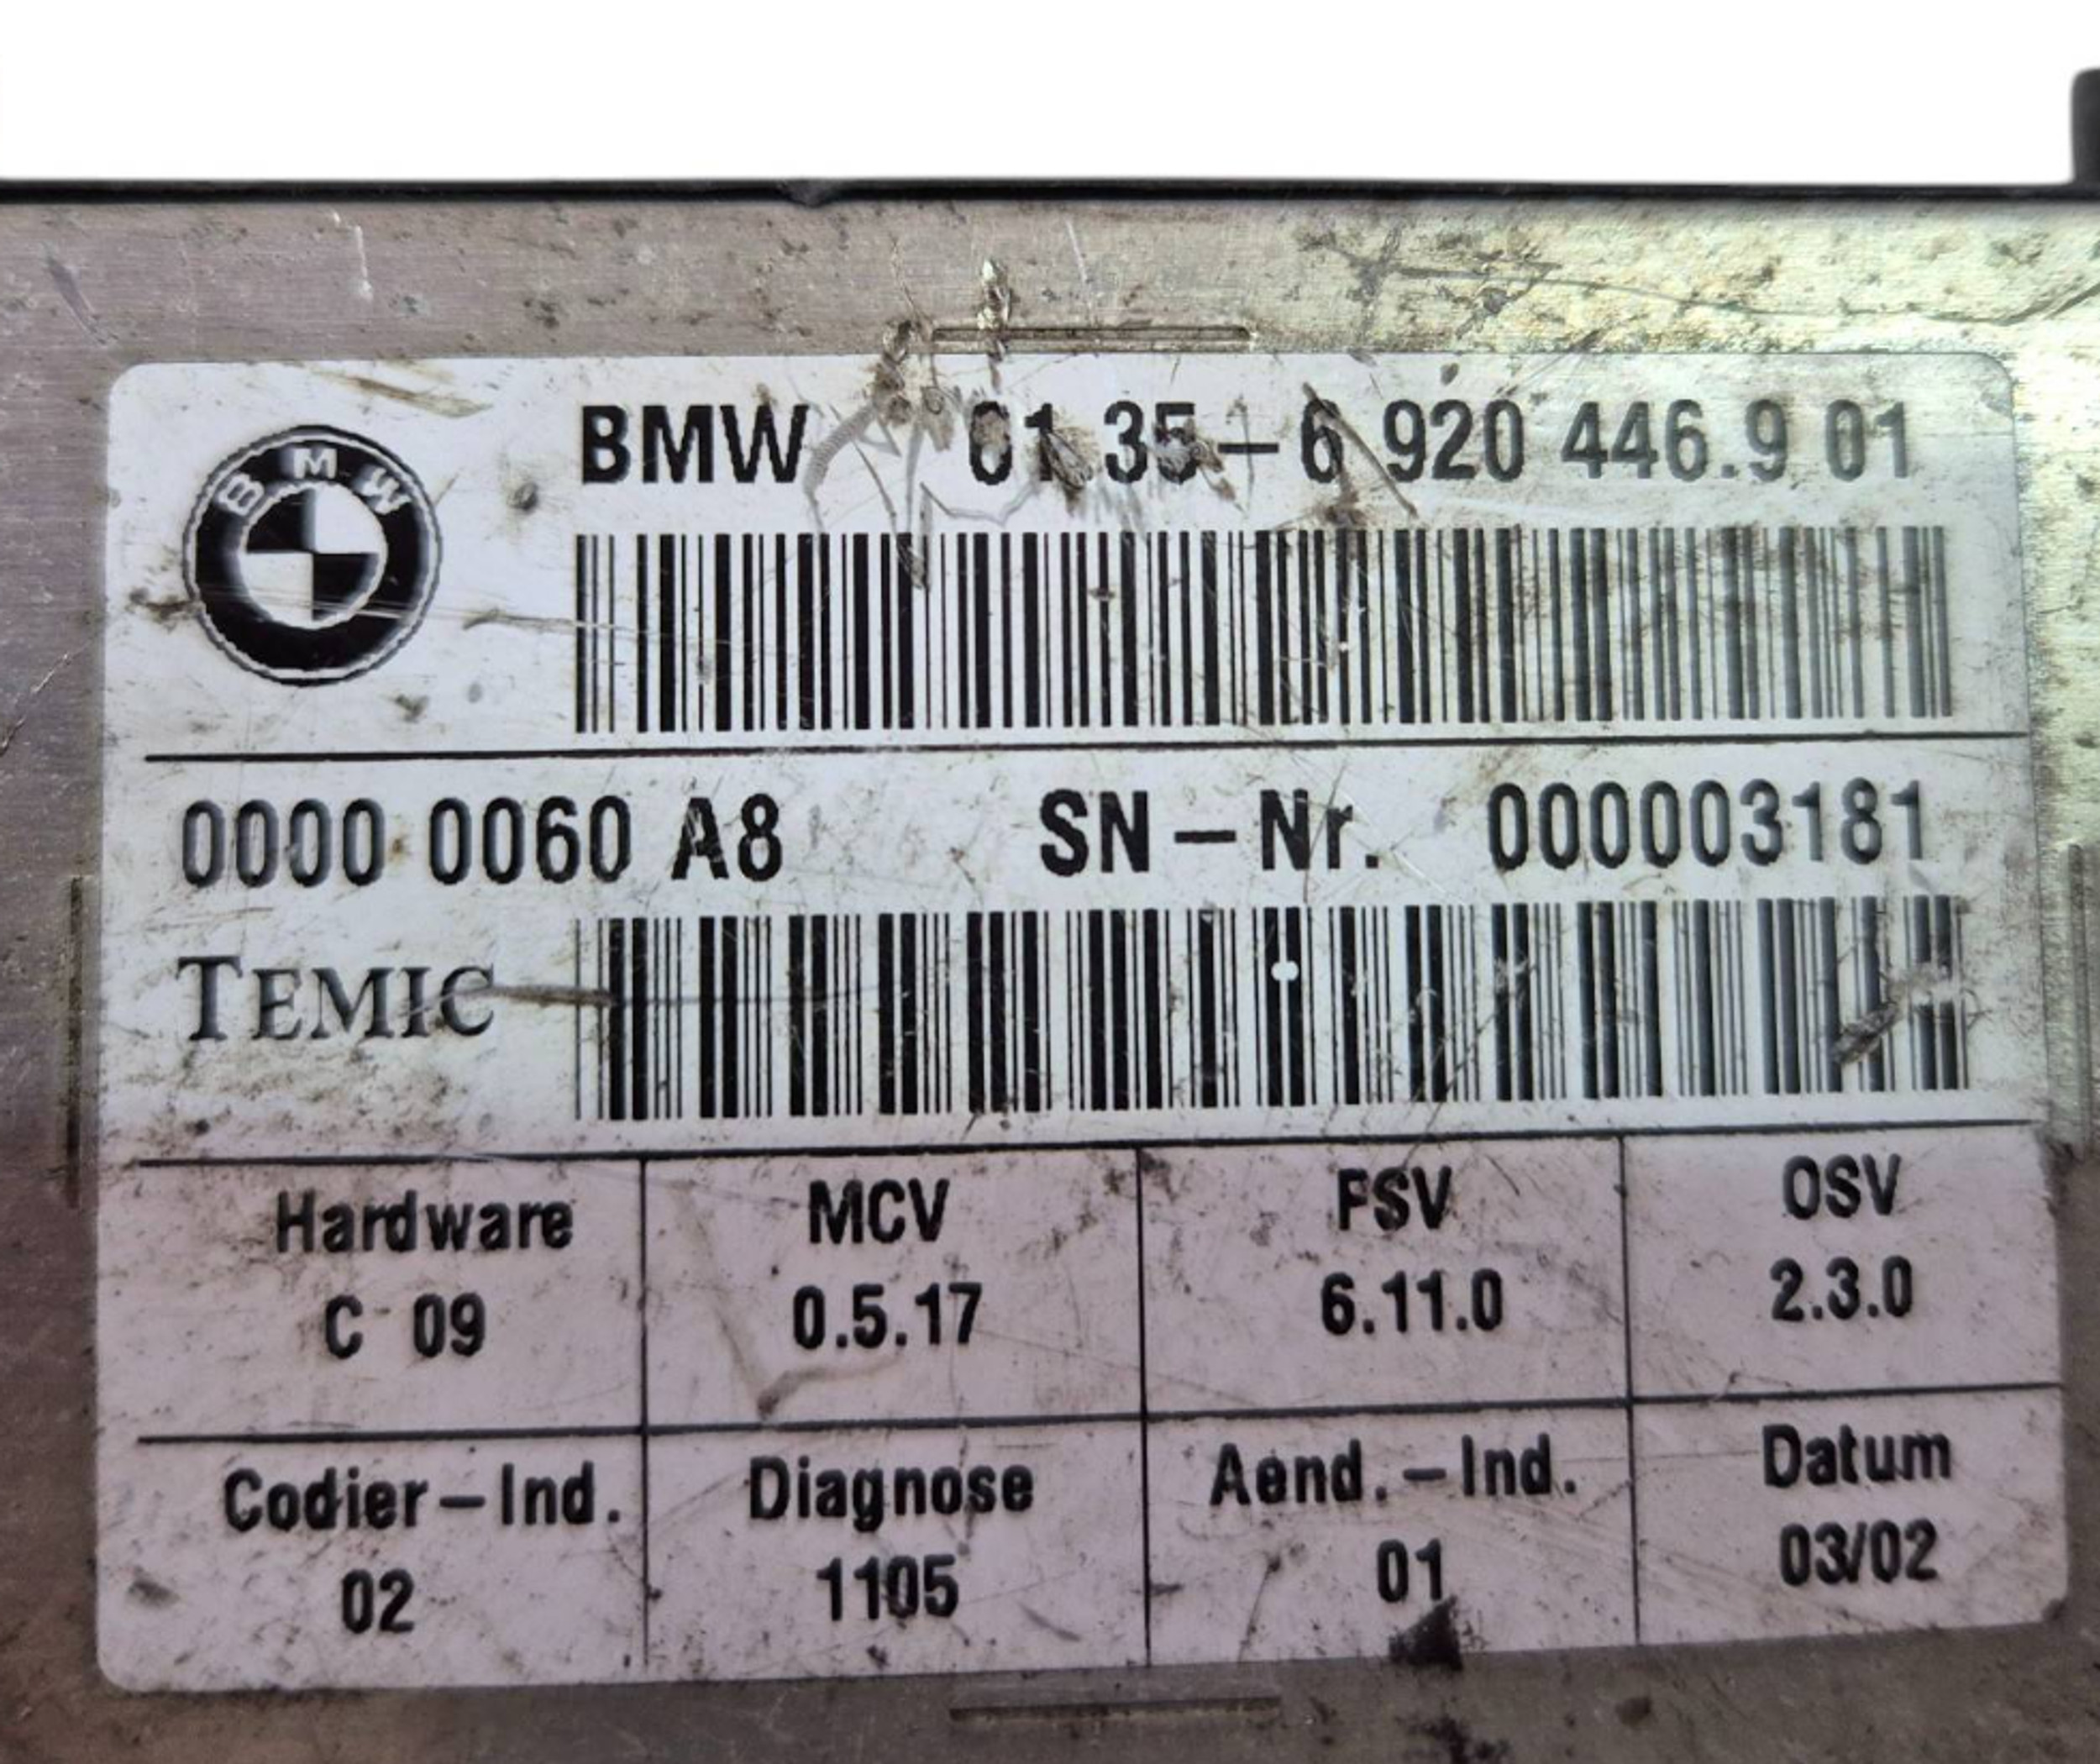 BMW 61.35-6 920 446.9 01
BMW
0000 0060 A8 SN-Nr. 000003181
TEMIC
Hardware MCV FSV OSV
C 09 0.5.17 6.11.0 2.3.0
Codier-Ind. Diagnose Aend.-Ind. Datum
02 1105 01 03/02